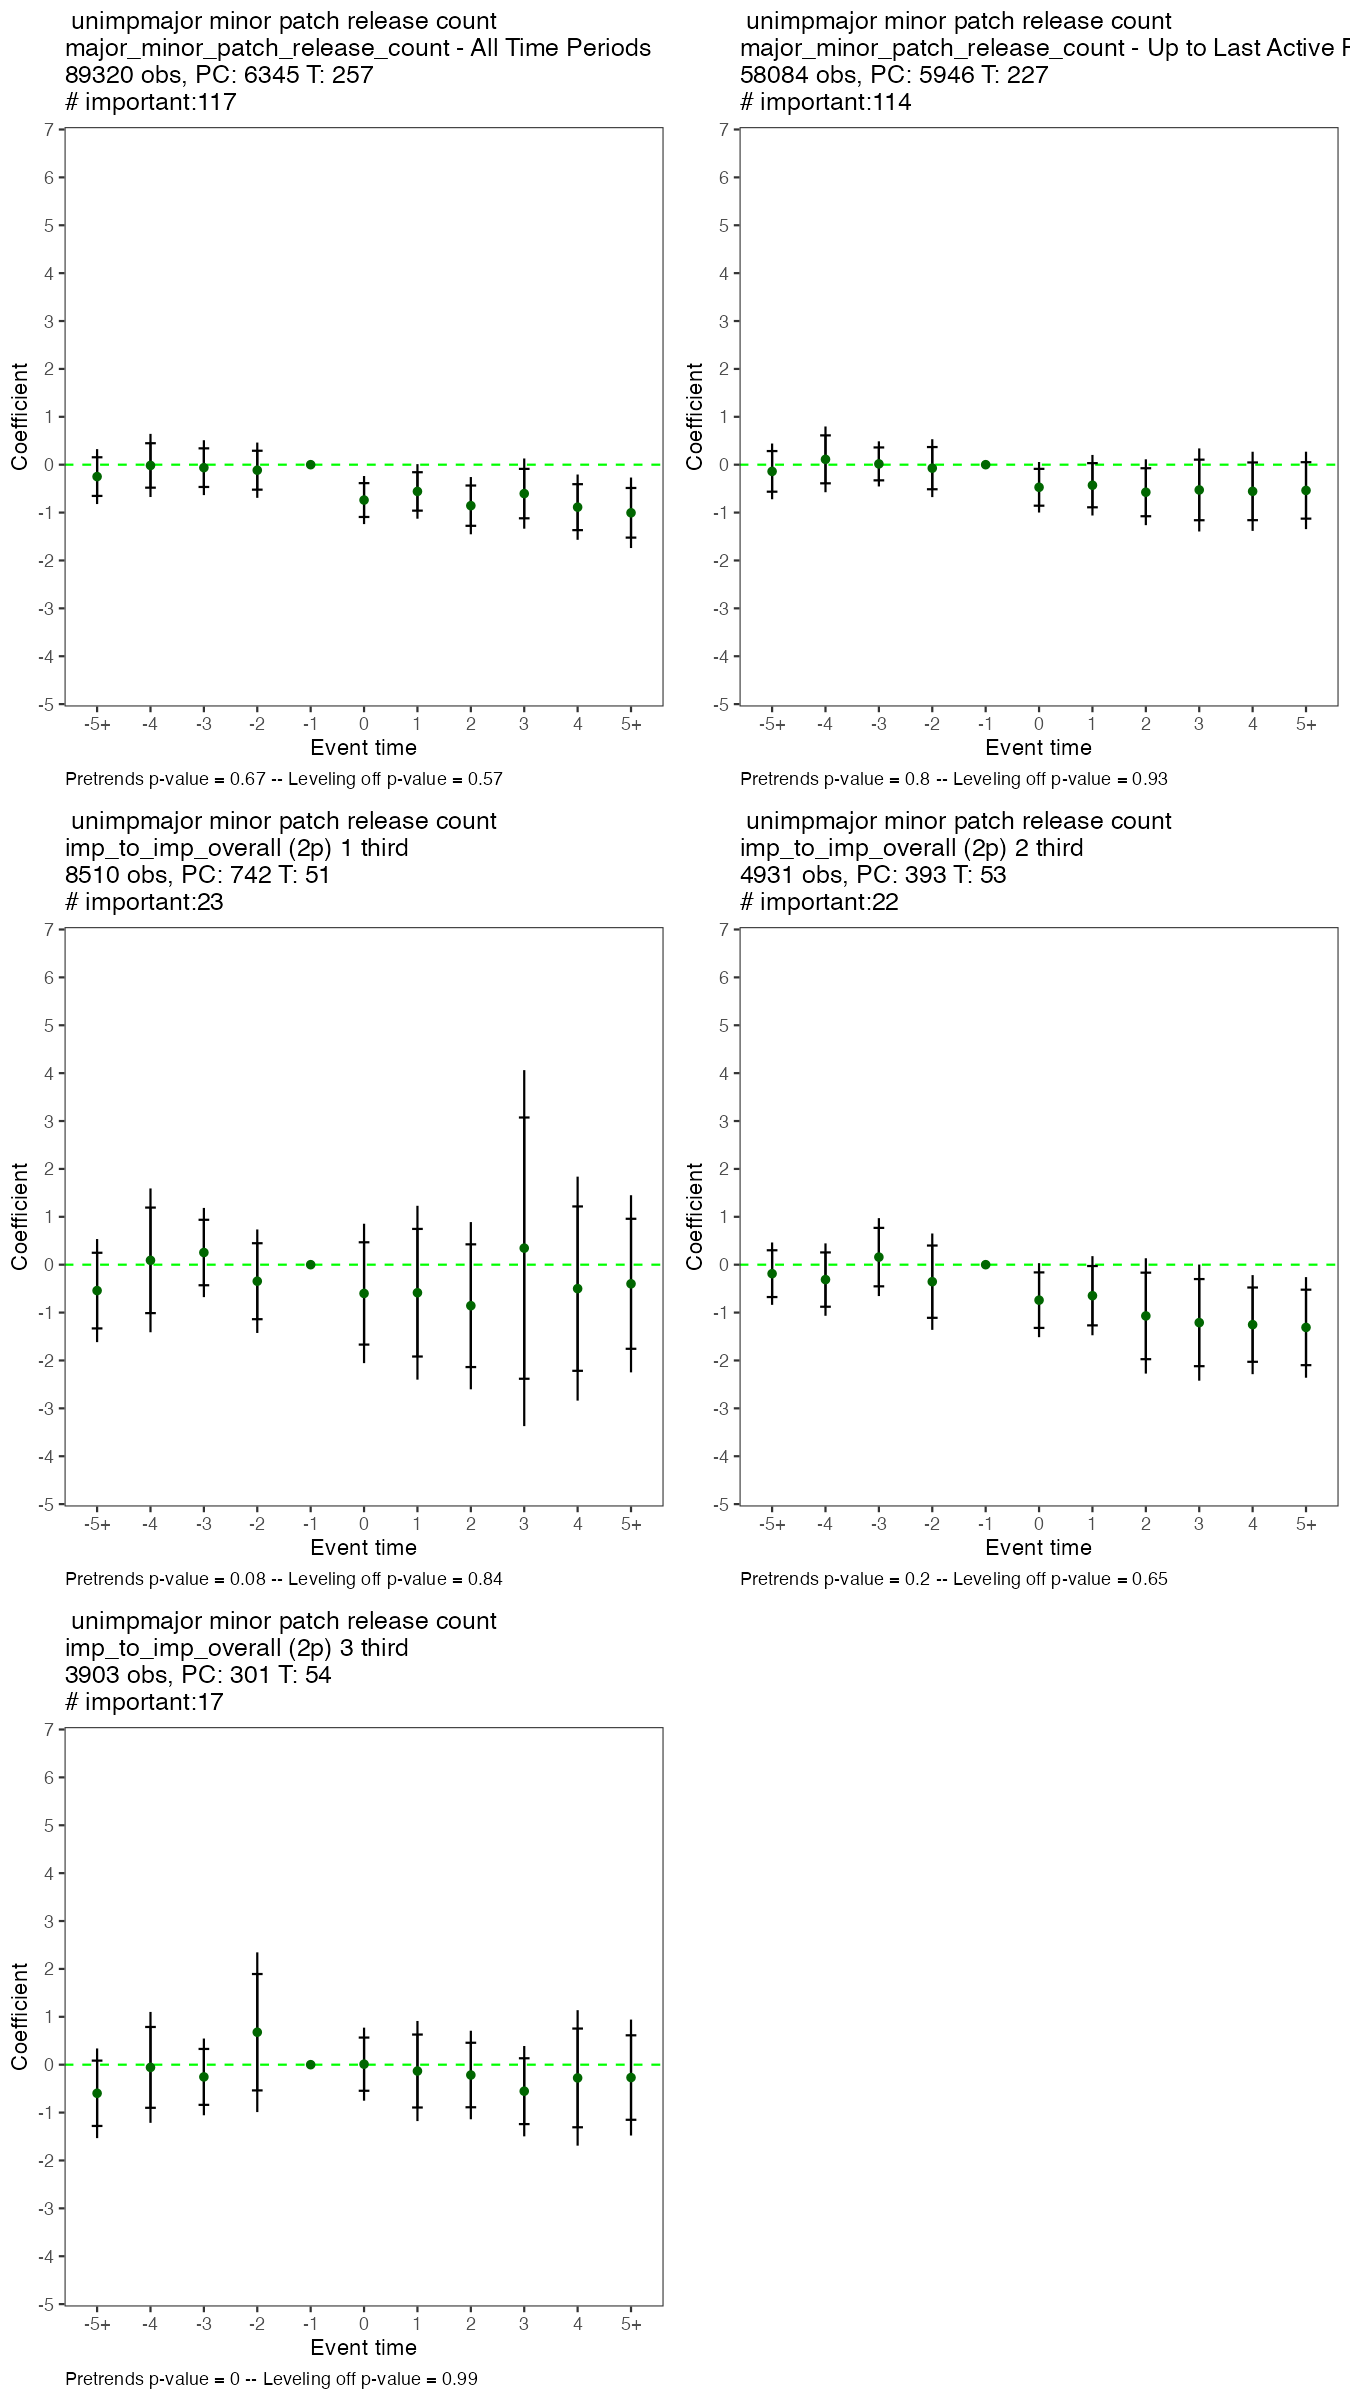 unimpmajor minor patch release count
major_minor_patch_release_count - All Time Periods
89320 obs, PC: 6345 T: 257
# important:117
7
6
5
4
3
2
1
0
-1
-2
-3
-4
-5
Coefficient
-5+ -4 -3 -2 -1 0 1 2 3 4 5+
Event time
Pretrends p-value = 0.67 -- Leveling off p-value = 0.57
unimpmajor minor patch release count
major_minor_patch_release_count - Up to Last Active
58084 obs, PC: 5946 T: 227
# important:114
7
6
5
4
3
2
1
0
-1
-2
-3
-4
-5
Coefficient
-5+ -4 -3 -2 -1 0 1 2 3 4 5+
Event time
Pretrends p-value = 0.8 -- Leveling off p-value = 0.93
unimpmajor minor patch release count
imp_to_imp_overall (2p) 1 third
8510 obs, PC: 742 T: 51
# important:23
7
6
5
4
3
2
1
0
-1
-2
-3
-4
-5
Coefficient
-5+ -4 -3 -2 -1 0 1 2 3 4 5+
Event time
Pretrends p-value = 0.08 -- Leveling off p-value = 0.84
unimpmajor minor patch release count
imp_to_imp_overall (2p) 2 third
4931 obs, PC: 393 T: 53
# important:22
7
6
5
4
3
2
1
0
-1
-2
-3
-4
-5
Coefficient
-5+ -4 -3 -2 -1 0 1 2 3 4 5+
Event time
Pretrends p-value = 0.2 -- Leveling off p-value = 0.65
unimpmajor minor patch release count
imp_to_imp_overall (2p) 3 third
3903 obs, PC: 301 T: 54
# important:17
7
6
5
4
3
2
1
0
-1
-2
-3
-4
-5
Coefficient
-5+ -4 -3 -2 -1 0 1 2 3 4 5+
Event time
Pretrends p-value = 0 -- Leveling off p-value = 0.99